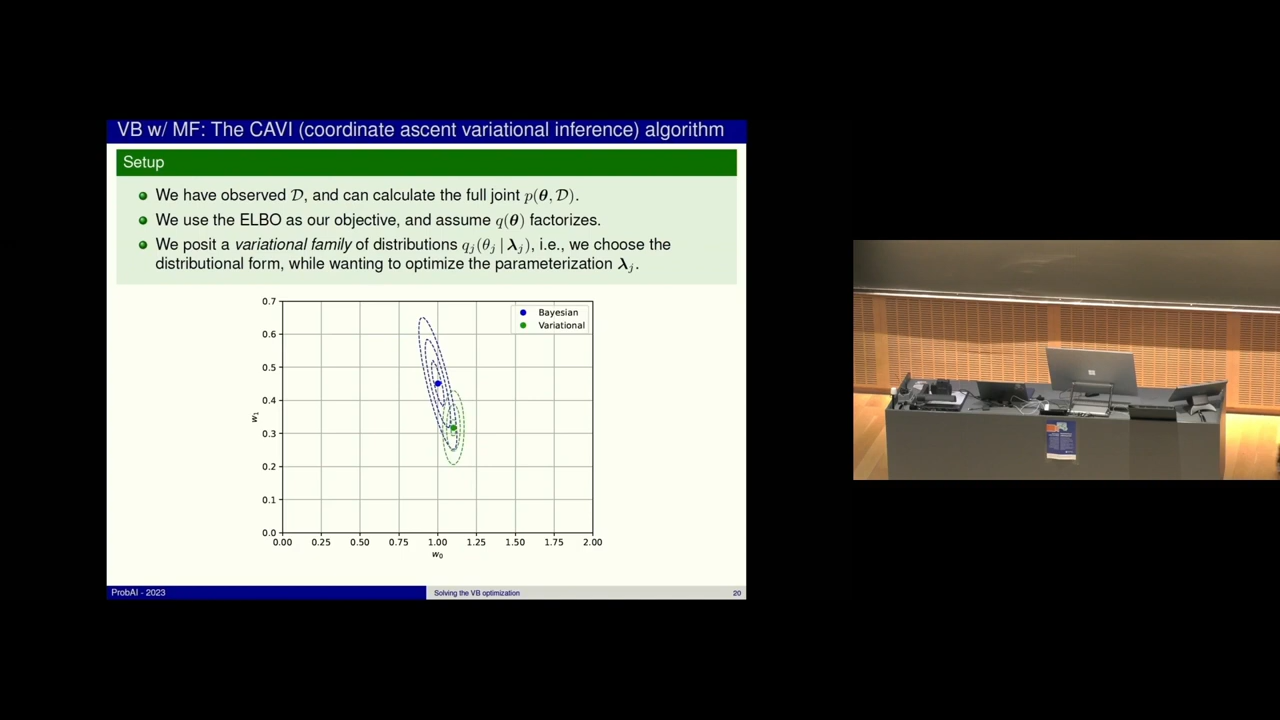 VB w/ MF: The CAVI (coordinate ascent variational inference) algorithm
Setup
We have observed 𝒟, and can calculate the full joint p(θ, 𝒟).
We use the ELBO as our objective, and assume q(θ) factorizes.
We posit a variational family of distributions q_j(θ_j | λ_j), i.e., we choose the
distributional form, while wanting to optimize the parameterization λ_j.
Bayesian
Variational
0.7
0.6
0.5
0.4
0.3
0.2
0.1
0.0
w_1
0.00 0.25 0.50 0.75 1.00 1.25 1.50 1.75 2.00
w_0
ProbAI - 2023
Solving the VB optimization
20